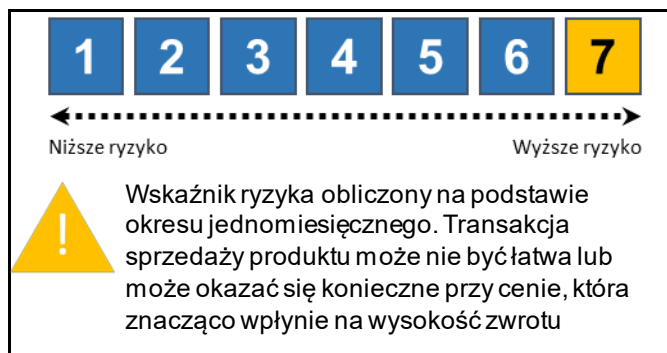 1 2 3 4 5 6 7
Niższe ryzyko Wyższe ryzyko
!
Wskaźnik ryzyka obliczony na podstawie
okresu jednomiesięcznego. Transakcja
sprzedaży produktu może nie być łatwa lub
może okazać się konieczne przy cenie, która
znacząco wpłynie na wysokość zwrotu